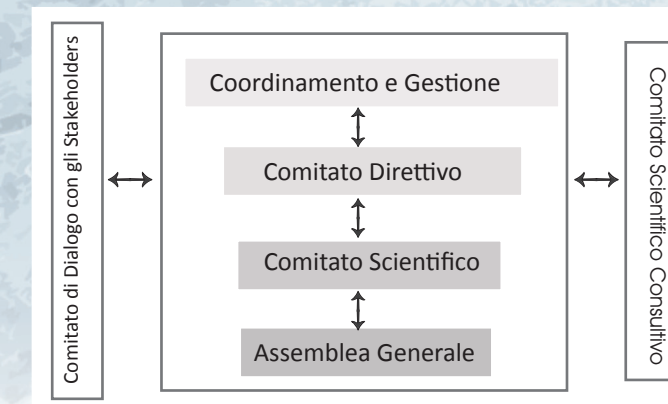 Comitato di Dialogo con gli Stakeholders
Coordinamento e Gestione
Comitato Direttivo
Comitato Scientifico
Assemblea Generale
Comitato Scientifico Consultivo